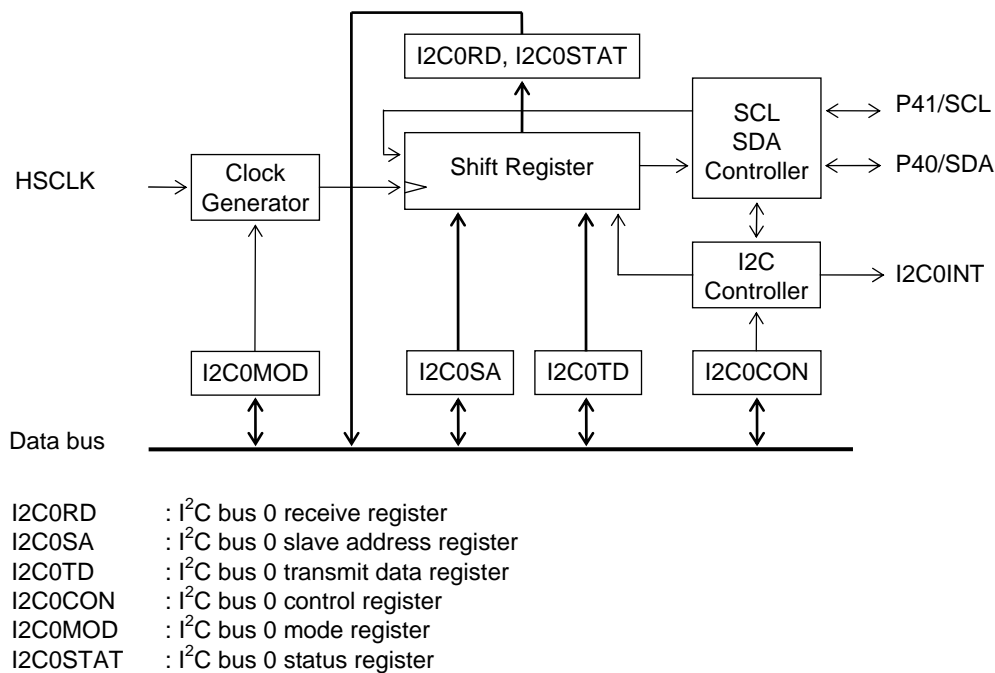 I2C0RD, I2C0STAT
SCL
SDA
Controller
P41/SCL
P40/SDA
HSCLK
Clock
Generator
Shift Register
I2C
Controller
I2C0INT
I2C0MOD
I2C0SA
I2C0TD
I2C0CON
Data bus
I2C0RD : I²C bus 0 receive register
I2C0SA : I²C bus 0 slave address register
I2C0TD : I²C bus 0 transmit data register
I2C0CON : I²C bus 0 control register
I2C0MOD : I²C bus 0 mode register
I2C0STAT : I²C bus 0 status register